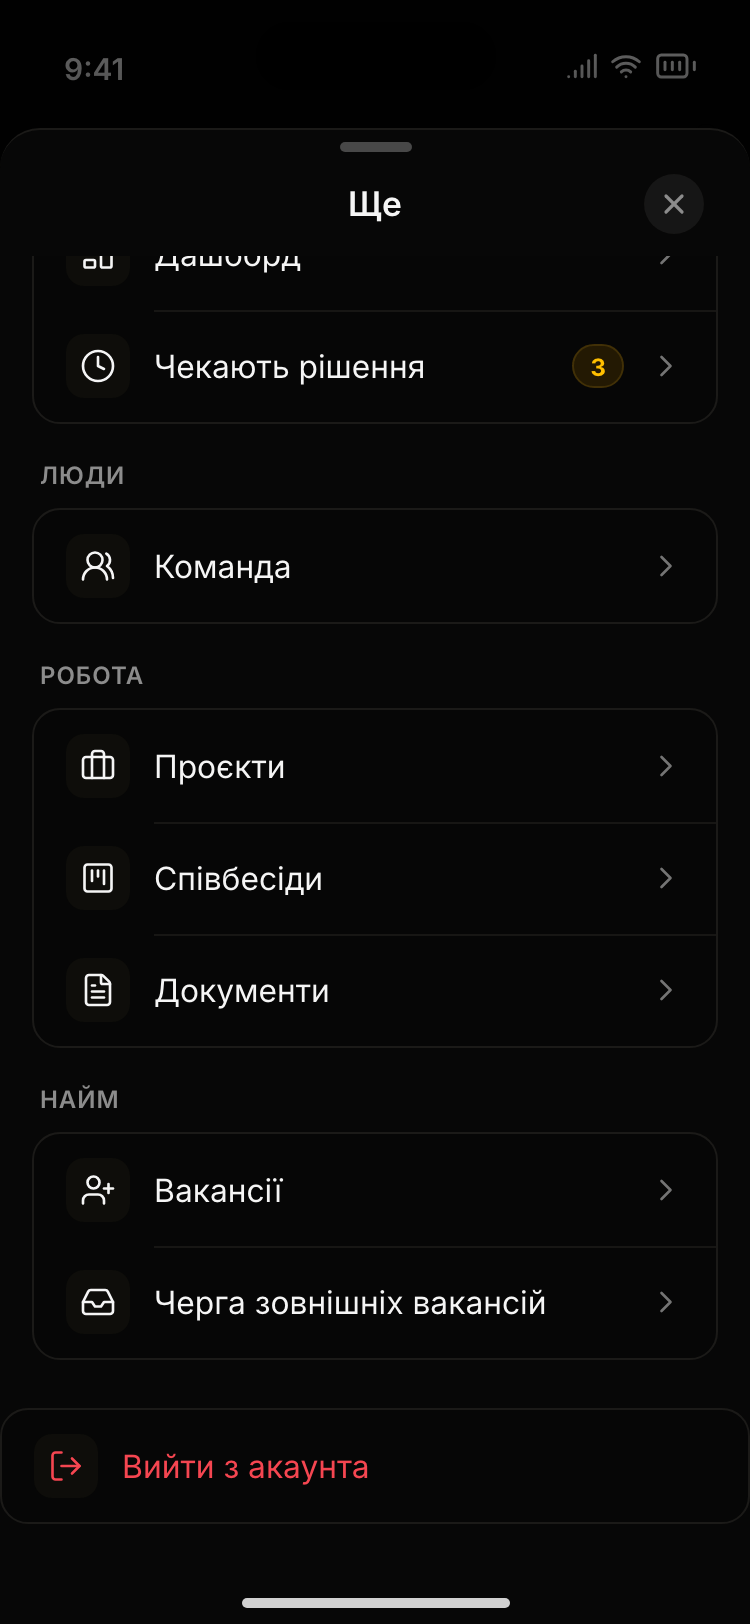 9:41
Ще
Дашборд
Чекають рішення 3
ЛЮДИ
Команда
РОБОТА
Проєкти
Співбесіди
Документи
НАЙМ
Вакансії
Черга зовнішніх вакансій
Вийти з акаунта